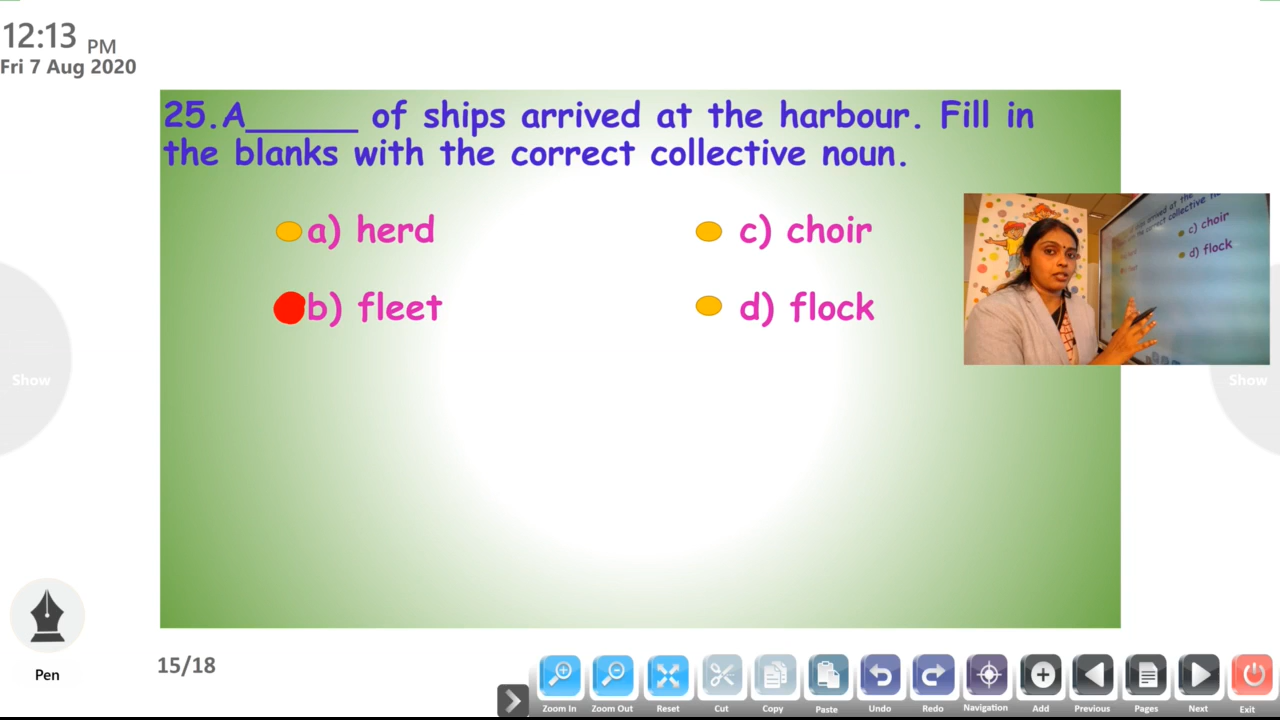 12:13 PM
Fri 7 Aug 2020
25.A______ of ships arrived at the harbour. Fill in
the blanks with the correct collective noun.
a) herd
c) choir
b) fleet
d) flock
c) choir
d) flock
Show
Show
Pen
15/18
Zoom In Zoom Out Reset Cut Copy Paste Undo Redo Navigation Add Previous Pages Next Exit